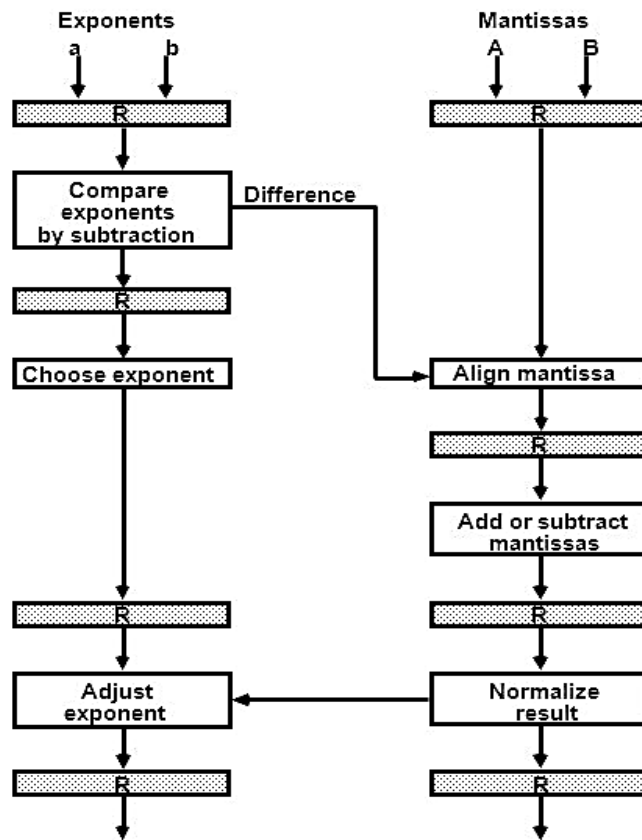 Exponents
a b
Mantissas
A B
R
R
Compare
exponents
by subtraction
Difference
R
Choose exponent
Align mantissa
R
Add or subtract
mantissas
R
R
Adjust
exponent
Normalize
result
R
R